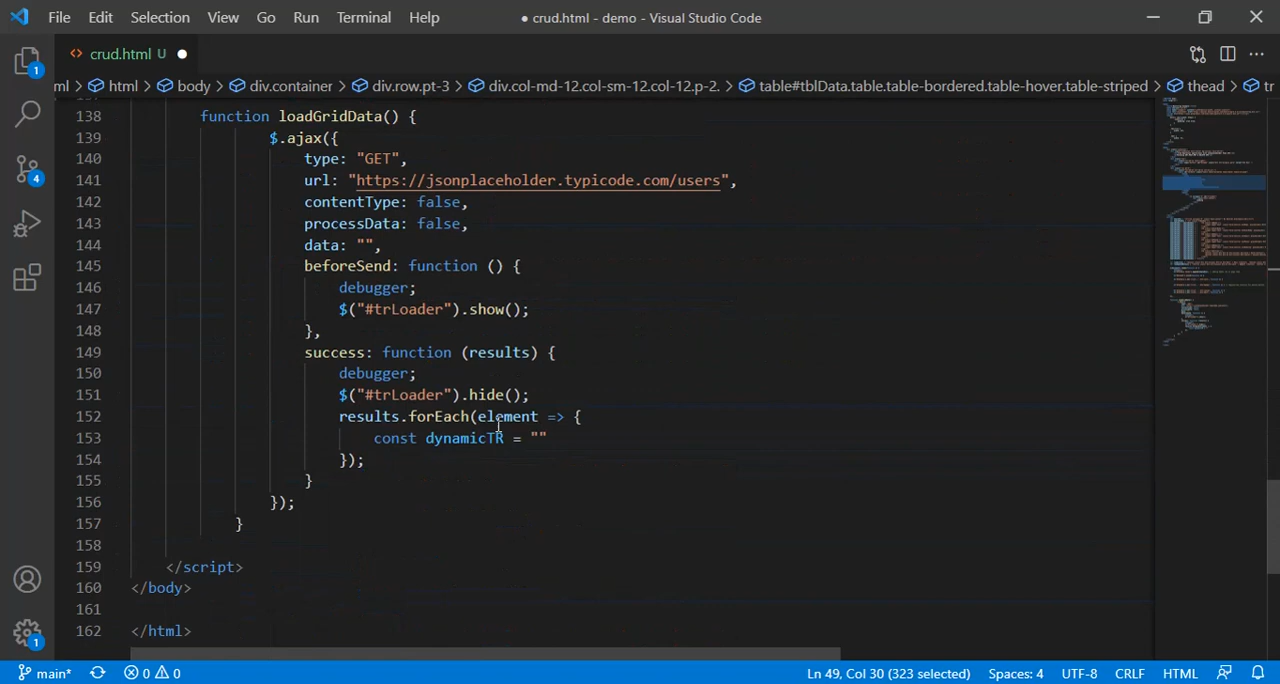 File Edit Selection View Go Run Terminal Help ● crud.html - demo - Visual Studio Code
<> crud.html U ●
ml > html > body > div.container > div.row.pt-3 > div.col-md-12.col-sm-12.col-12.p-2. > table#tblData.table.table-bordered.table-hover.table-striped > thead > tr
138 function loadGridData() {
139 $.ajax({
140 type: "GET",
141 url: "https://jsonplaceholder.typicode.com/users",
142 contentType: false,
143 processData: false,
144 data: "",
145 beforeSend: function () {
146 debugger;
147 $("#trLoader").show();
148 },
149 success: function (results) {
150 debugger;
151 $("#trLoader").hide();
152 results.forEach(element => {
153 const dynamicTR = ""
154 });
155 }
156 });
157 }
158
159 </script>
160 </body>
161
162 </html>
1
4
1
main* 0 0 Ln 49, Col 30 (323 selected) Spaces: 4 UTF-8 CRLF HTML